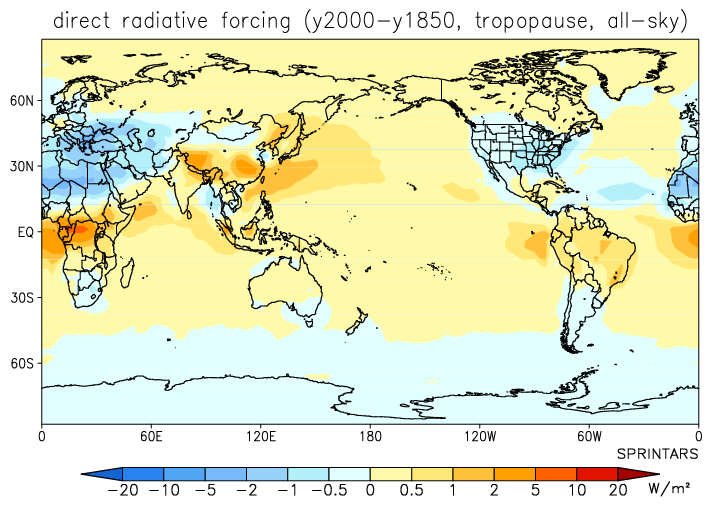 direct radiative forcing (y2000−y1850, tropopause, all−sky)
60N
30N
EQ
30S
60S
0 60E 120E 180 120W 60W 0
SPRINTARS
−20 −10 −5 −2 −1 −0.5 0 0.5 1 2 5 10 20 W/m²